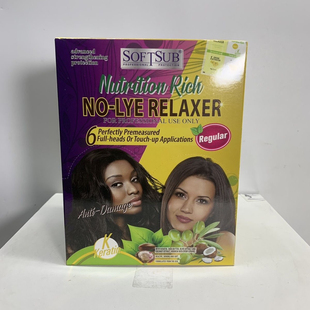 advanced
strengthening
protection
SOFTSUB
Nutrition Rich
NO-LYE RELAXER
FOR PROFESSIONAL USE ONLY
6 Perfectly Premeasured
Full-heads Or Touch-up Applications
Regular
Anti-Damage
K
Keratin